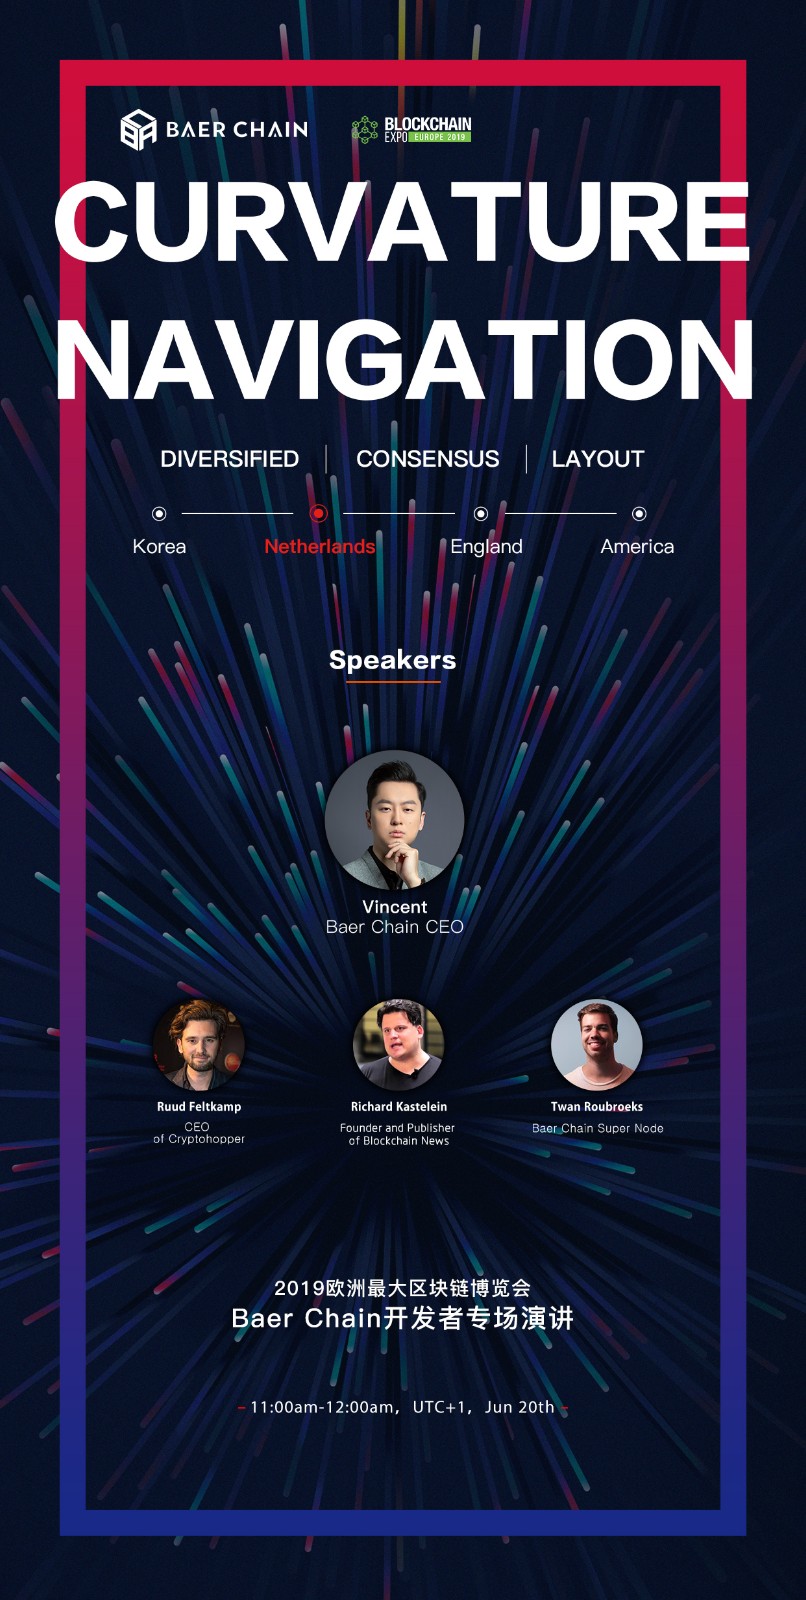 BAER CHAIN
BLOCKCHAIN
EXPO EUROPE 2019
CURVATURE
NAVIGATION
DIVERSIFIED | CONSENSUS | LAYOUT
Korea Netherlands England America
Speakers
Vincent
Baer Chain CEO
Ruud Feltkamp
CEO
of Cryptohopper
Richard Kastelein
Founder and Publisher
of Blockchain News
Twan Roubroeks
Baer Chain Super Node
2019欧洲最大区块链博览会
Baer Chain开发者专场演讲
– 11:00am-12:00am，UTC+1，Jun 20th –